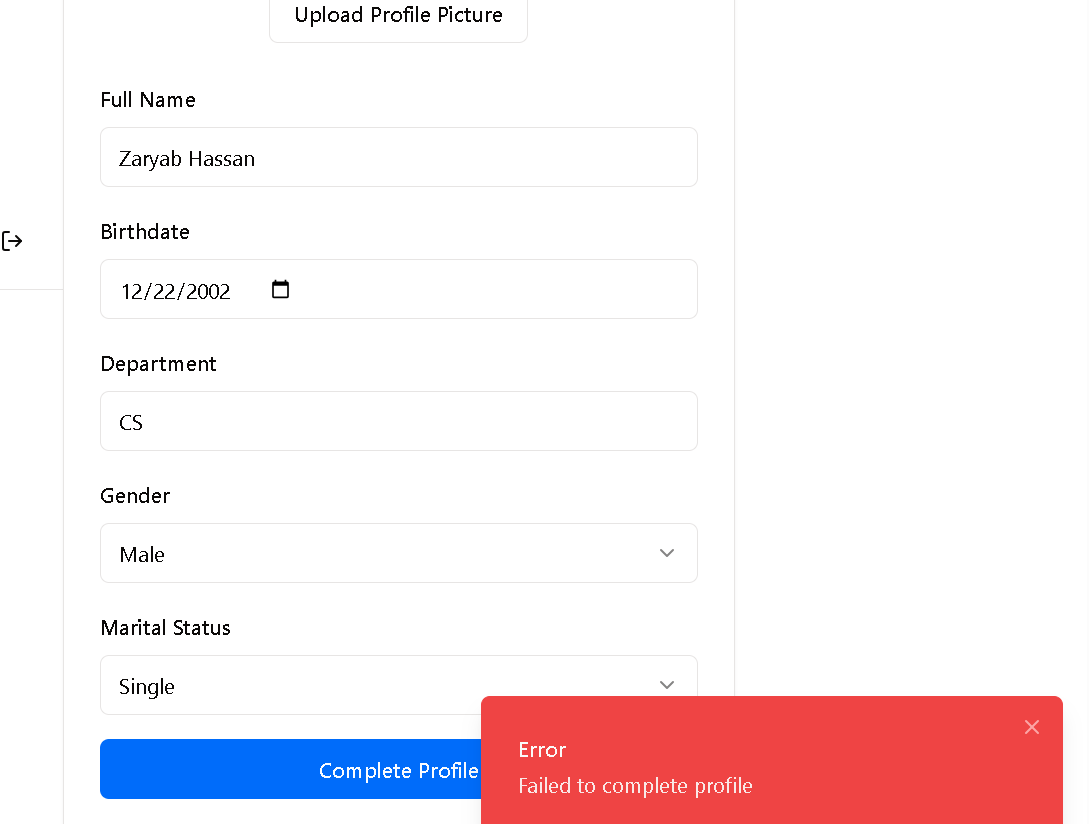 Upload Profile Picture
Full Name
Zaryab Hassan
Birthdate
12/22/2002
Department
CS
Gender
Male
Marital Status
Single
Complete Profile
Error
Failed to complete profile